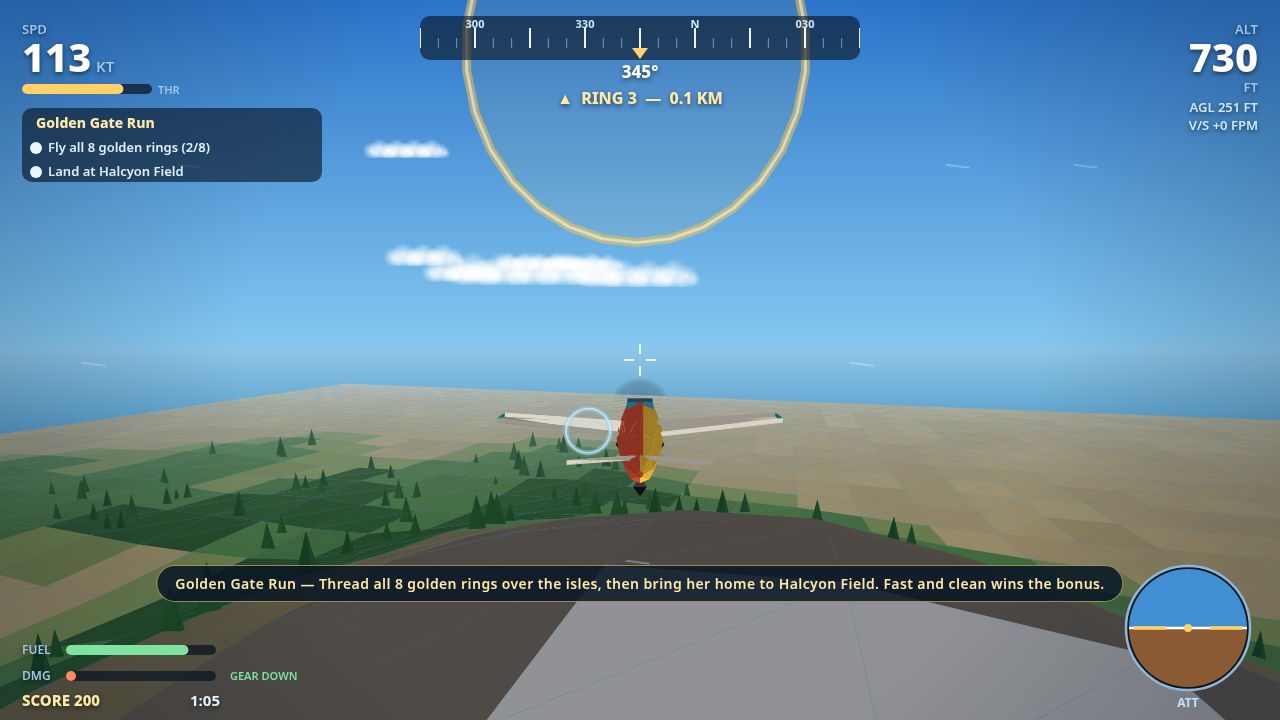 SPD
113 KT
THR
Golden Gate Run
Fly all 8 golden rings (2/8)
Land at Halcyon Field
300 330 N 030
345°
▲ RING 3 — 0.1 KM
ALT
730
FT
AGL 251 FT
V/S +0 FPM
Golden Gate Run — Thread all 8 golden rings over the isles, then bring her home to Halcyon Field. Fast and clean wins the bonus.
FUEL
DMG GEAR DOWN
SCORE 200 1:05
ATT